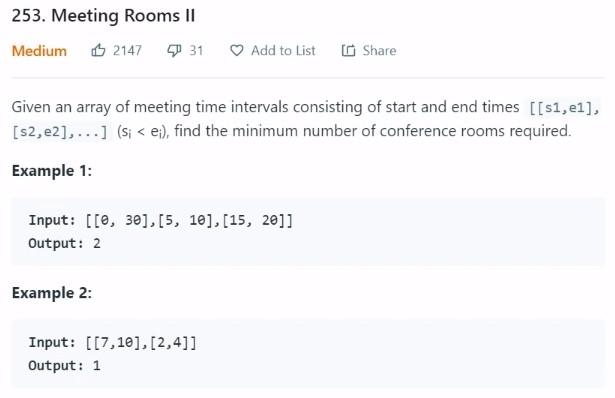 253. Meeting Rooms II
Medium 2147 31 Add to List Share
Given an array of meeting time intervals consisting of start and end times [[s1,e1],
[s2,e2],...] (si < ei), find the minimum number of conference rooms required.
Example 1:
Input: [[0, 30],[5, 10],[15, 20]]
Output: 2
Example 2:
Input: [[7,10],[2,4]]
Output: 1